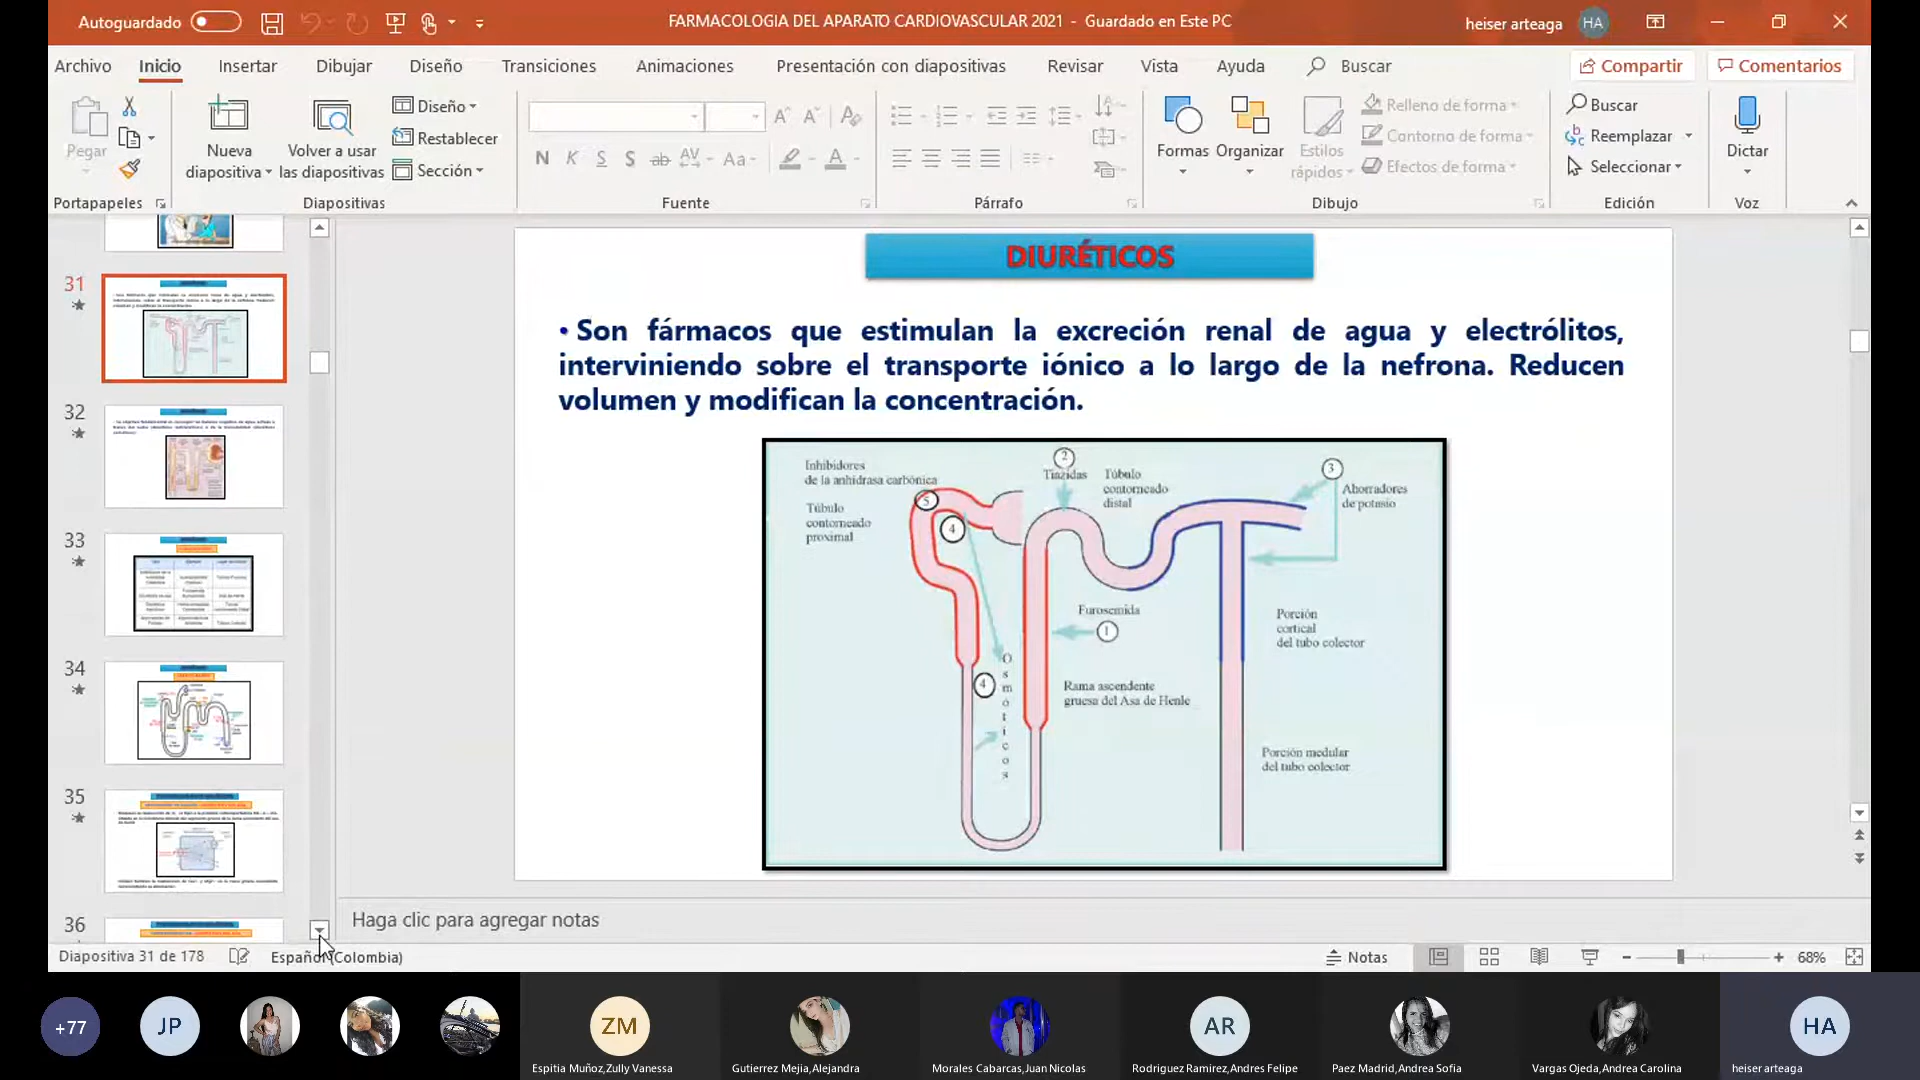 Autoguardado
FARMACOLOGIA DEL APARATO CARDIOVASCULAR 2021 - Guardado en Este PC
heiser arteaga
HA
Archivo Inicio Insertar Dibujar Diseño Transiciones Animaciones Presentación con diapositivas Revisar Vista Ayuda Buscar
Compartir
Comentarios
Pegar
Nueva
diapositiva
Volver a usar
las diapositivas
Diseño
Restablecer
Sección
N K S S ab AV Aa A
Formas
Organizar
Estilos
rápidos
Relleno de forma
Contorno de forma
Efectos de forma
Buscar
Reemplazar
Seleccionar
Dictar
Portapapeles Diapositivas Fuente Párrafo Dibujo Edición Voz
31
32
33
34
35
36
DIURÉTICOS
• Son fármacos que estimulan la excreción renal de agua y electrólitos,
interviniendo sobre el transporte iónico a lo largo de la nefrona. Reducen
volumen y modifican la concentración.
Inhibidores
de la anhidrasa carbónica
5
4
Túbulo
contorneado
proximal
2
Tiazidas
Túbulo
contorneado
distal
3
Ahorradores
de potasio
Furosemida
1
Porción
cortical
del tubo colector
4
Osmóticos
Rama ascendente
gruesa del Asa de Henle
Porción medular
del tubo colector
Haga clic para agregar notas
Diapositiva 31 de 178
Español (Colombia)
Notas
68%
+77
JP
ZM
AR
HA
Espitia Muñoz,Zully Vanessa
Gutierrez Mejia,Alejandra
Morales Cabarcas,Juan Nicolas
Rodriguez Ramirez,Andres Felipe
Paez Madrid,Andrea Sofia
Vargas Ojeda,Andrea Carolina
heiser arteaga